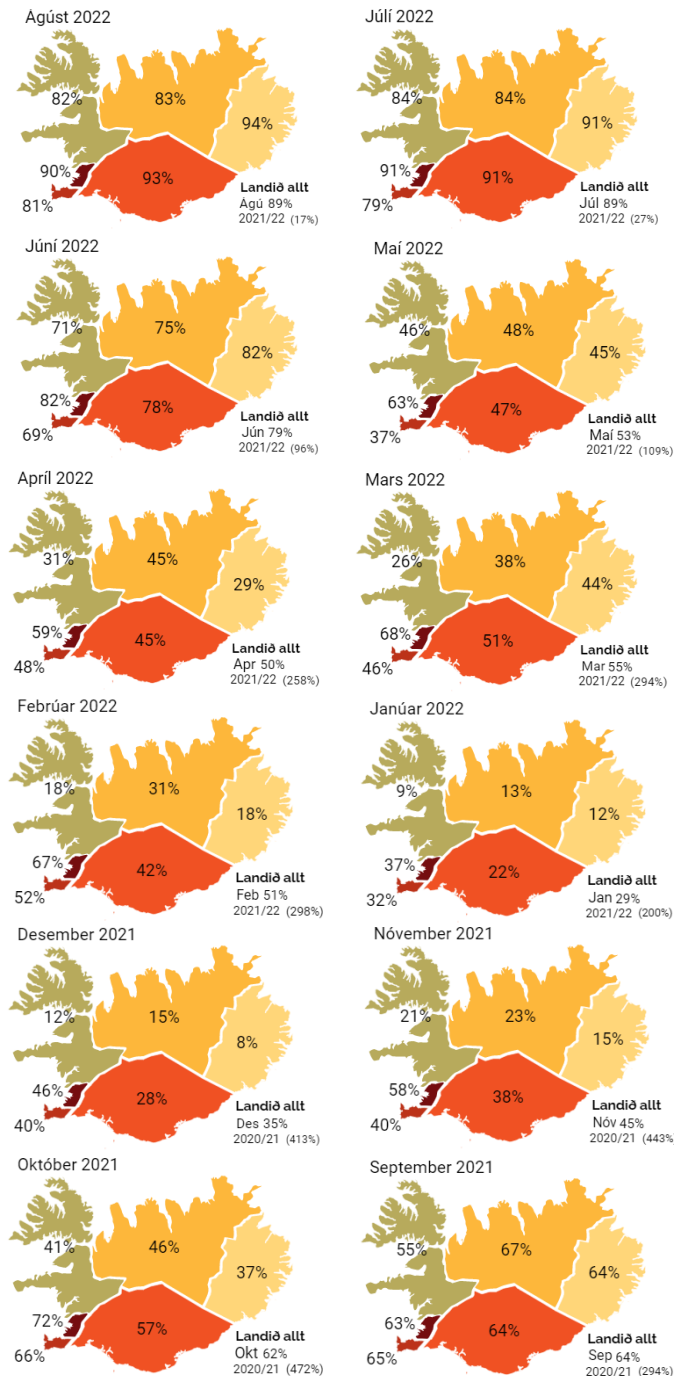 Ágúst 2022
82%
83%
94%
90%
93%
81%
Landið allt
Ágú 89%
2021/22 (17%)
Júlí 2022
84%
84%
91%
91%
91%
79%
Landið allt
Júl 89%
2021/22 (27%)
Júní 2022
71%
75%
82%
82%
78%
69%
Landið allt
Jún 79%
2021/22 (96%)
Maí 2022
46%
48%
45%
63%
47%
37%
Landið allt
Maí 53%
2021/22 (109%)
Apríl 2022
31%
45%
29%
59%
45%
48%
Landið allt
Apr 50%
2021/22 (258%)
Mars 2022
26%
38%
44%
68%
51%
46%
Landið allt
Mar 55%
2021/22 (294%)
Febrúar 2022
18%
31%
18%
67%
42%
52%
Landið allt
Feb 51%
2021/22 (298%)
Janúar 2022
9%
13%
12%
37%
22%
32%
Landið allt
Jan 29%
2021/22 (200%)
Desember 2021
12%
15%
8%
46%
28%
40%
Landið allt
Des 35%
2020/21 (413%)
Nóvember 2021
21%
23%
15%
58%
38%
40%
Landið allt
Nóv 45%
2020/21 (443%)
Október 2021
41%
46%
37%
72%
57%
66%
Landið allt
Okt 62%
2020/21 (472%)
September 2021
55%
67%
64%
63%
64%
65%
Landið allt
Sep 64%
2020/21 (294%)